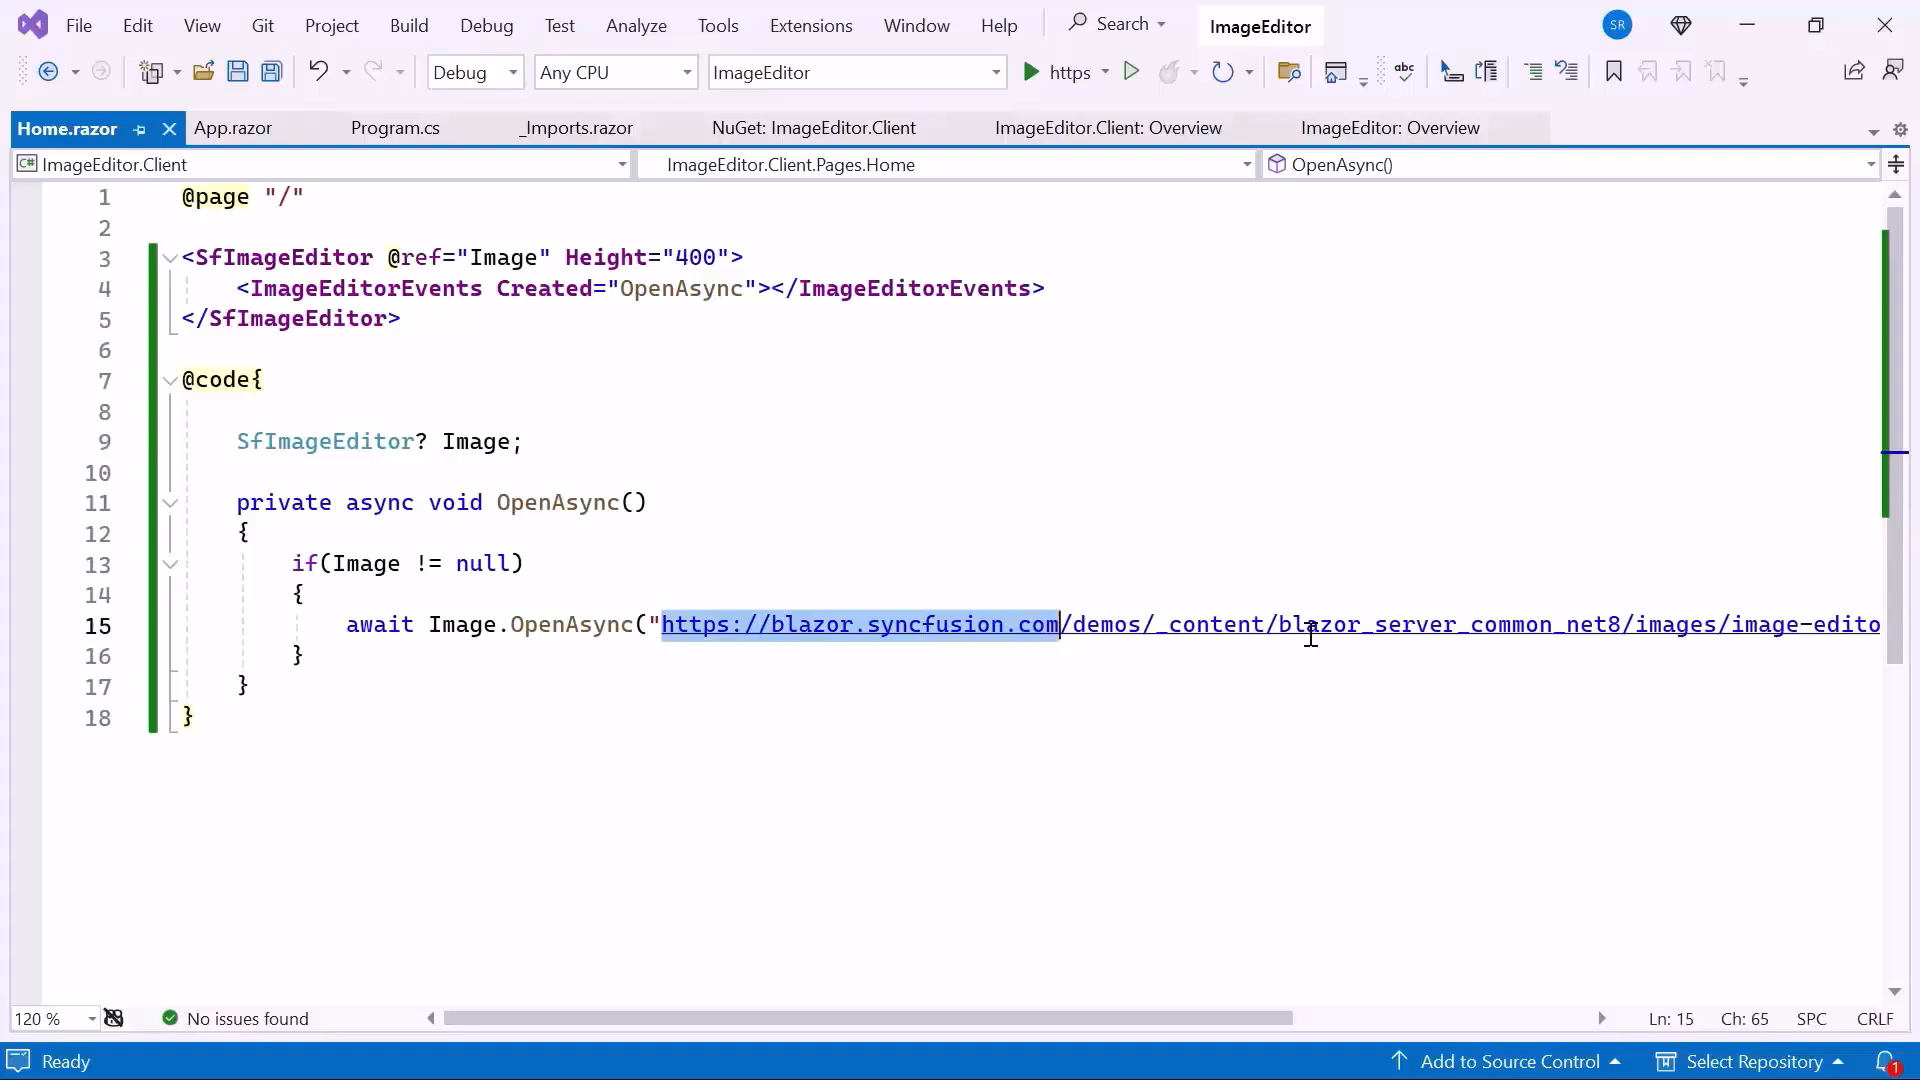 File Edit View Git Project Build Debug Test Analyze Tools Extensions Window Help Search ImageEditor SR
Debug Any CPU ImageEditor https abc
Home.razor App.razor Program.cs _Imports.razor NuGet: ImageEditor.Client ImageEditor.Client: Overview ImageEditor: Overview
C# ImageEditor.Client ImageEditor.Client.Pages.Home OpenAsync()
1 @page "/"
2
3 <SfImageEditor @ref="Image" Height="400">
4 <ImageEditorEvents Created="OpenAsync"></ImageEditorEvents>
5 </SfImageEditor>
6
7 @code{
8
9 SfImageEditor? Image;
10
11 private async void OpenAsync()
12 {
13 if(Image != null)
14 {
15 await Image.OpenAsync("https://blazor.syncfusion.com/demos/_content/blazor_server_common_net8/images/image-edito
16 }
17 }
18 }
120 % No issues found Ln: 15 Ch: 65 SPC CRLF
Ready Add to Source Control Select Repository 1